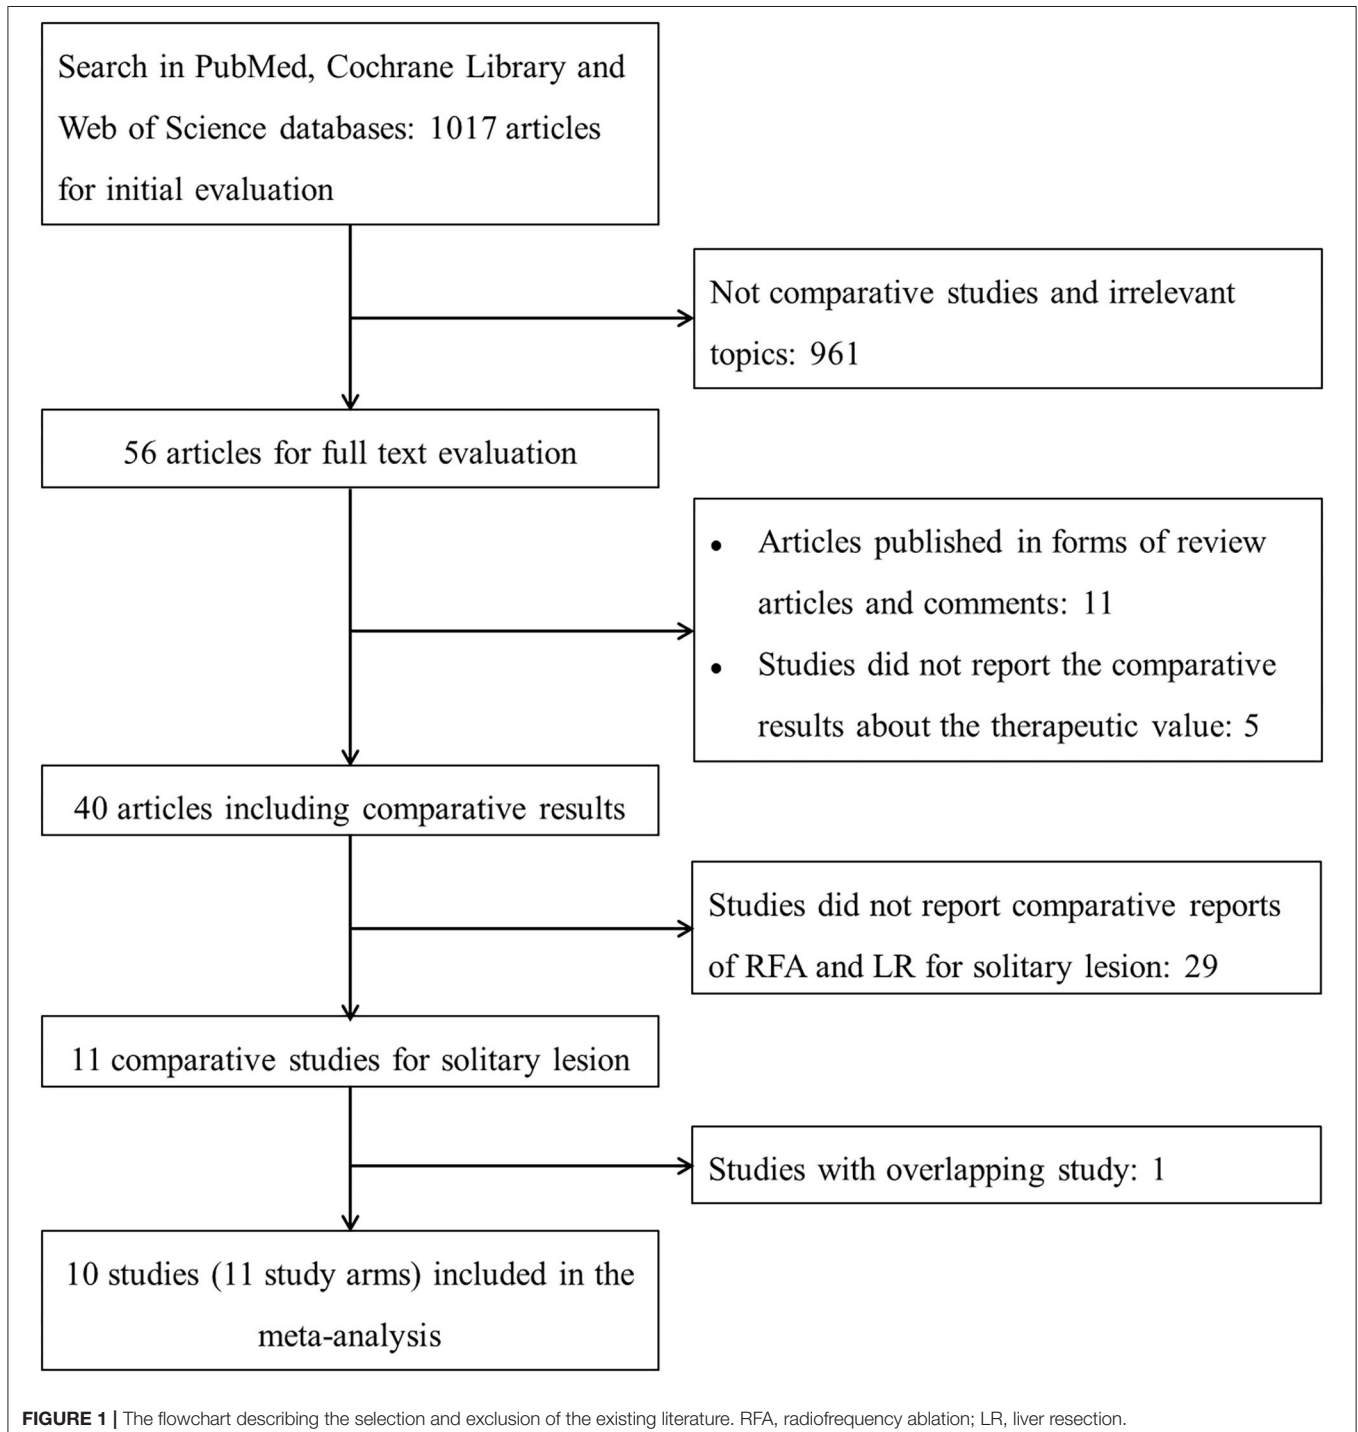 Search in PubMed, Cochrane Library and
Web of Science databases: 1017 articles
for initial evaluation
Not comparative studies and irrelevant
topics: 961
56 articles for full text evaluation
• Articles published in forms of review
articles and comments: 11
• Studies did not report the comparative
results about the therapeutic value: 5
40 articles including comparative results
Studies did not report comparative reports
of RFA and LR for solitary lesion: 29
11 comparative studies for solitary lesion
Studies with overlapping study: 1
10 studies (11 study arms) included in the
meta-analysis
FIGURE 1 | The flowchart describing the selection and exclusion of the existing literature. RFA, radiofrequency ablation; LR, liver resection.